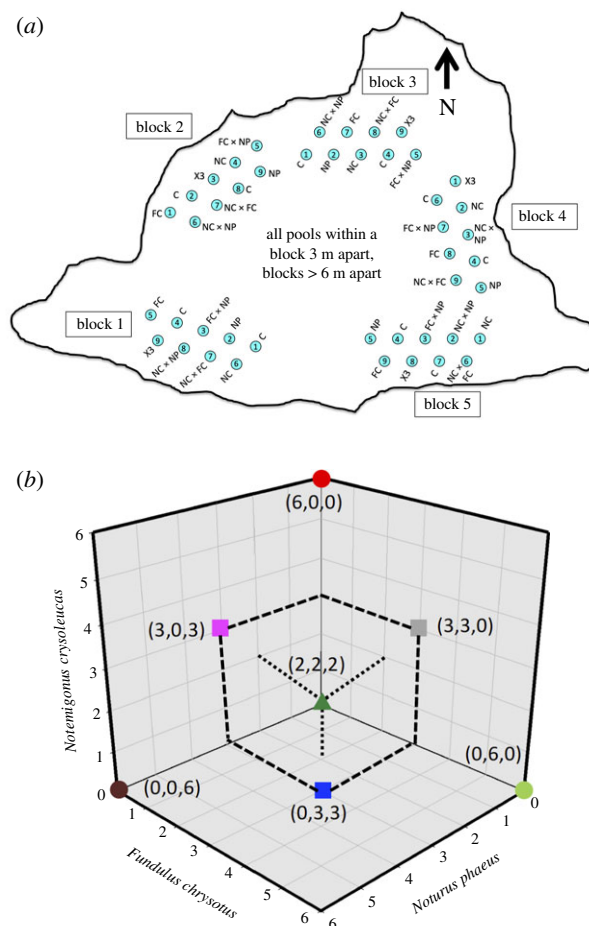 (a)
block 3
N
block 2
NC × NP
FC
NC × FC
X3
6
7
8
9
C
1
NP
2
NC
3
C
4
FC × NP
5
FC × NP
5
NC
4
9
NP
X3
3
8
C
C
2
7
NC × FC
FC
1
6
NC × NP
1
X3
C
6
2
NC
FC × NP
7
3
NC ×
NP
FC
8
4
C
NC × FC
9
5
NP
block 4
all pools within a
block 3 m apart,
blocks > 6 m apart
block 1
5
FC
4
C
3
FC × NP
2
NP
1
C
X3
9
NC × NP
8
NC × FC
7
NC
6
NP
5
C
4
FC × NP
3
NC × NP
2
NC
1
FC
9
X3
8
C
7
NC ×
FC
6
block 5
(b)
(6,0,0)
6
5
4
3
2
1
0
Notemigonus crysoleucas
(3,0,3)
(3,3,0)
(2,2,2)
(0,6,0)
(0,0,6)
(0,3,3)
1
2
3
4
5
6
Fundulus chrysotus
0
1
2
3
4
5
6
Noturus phaeus